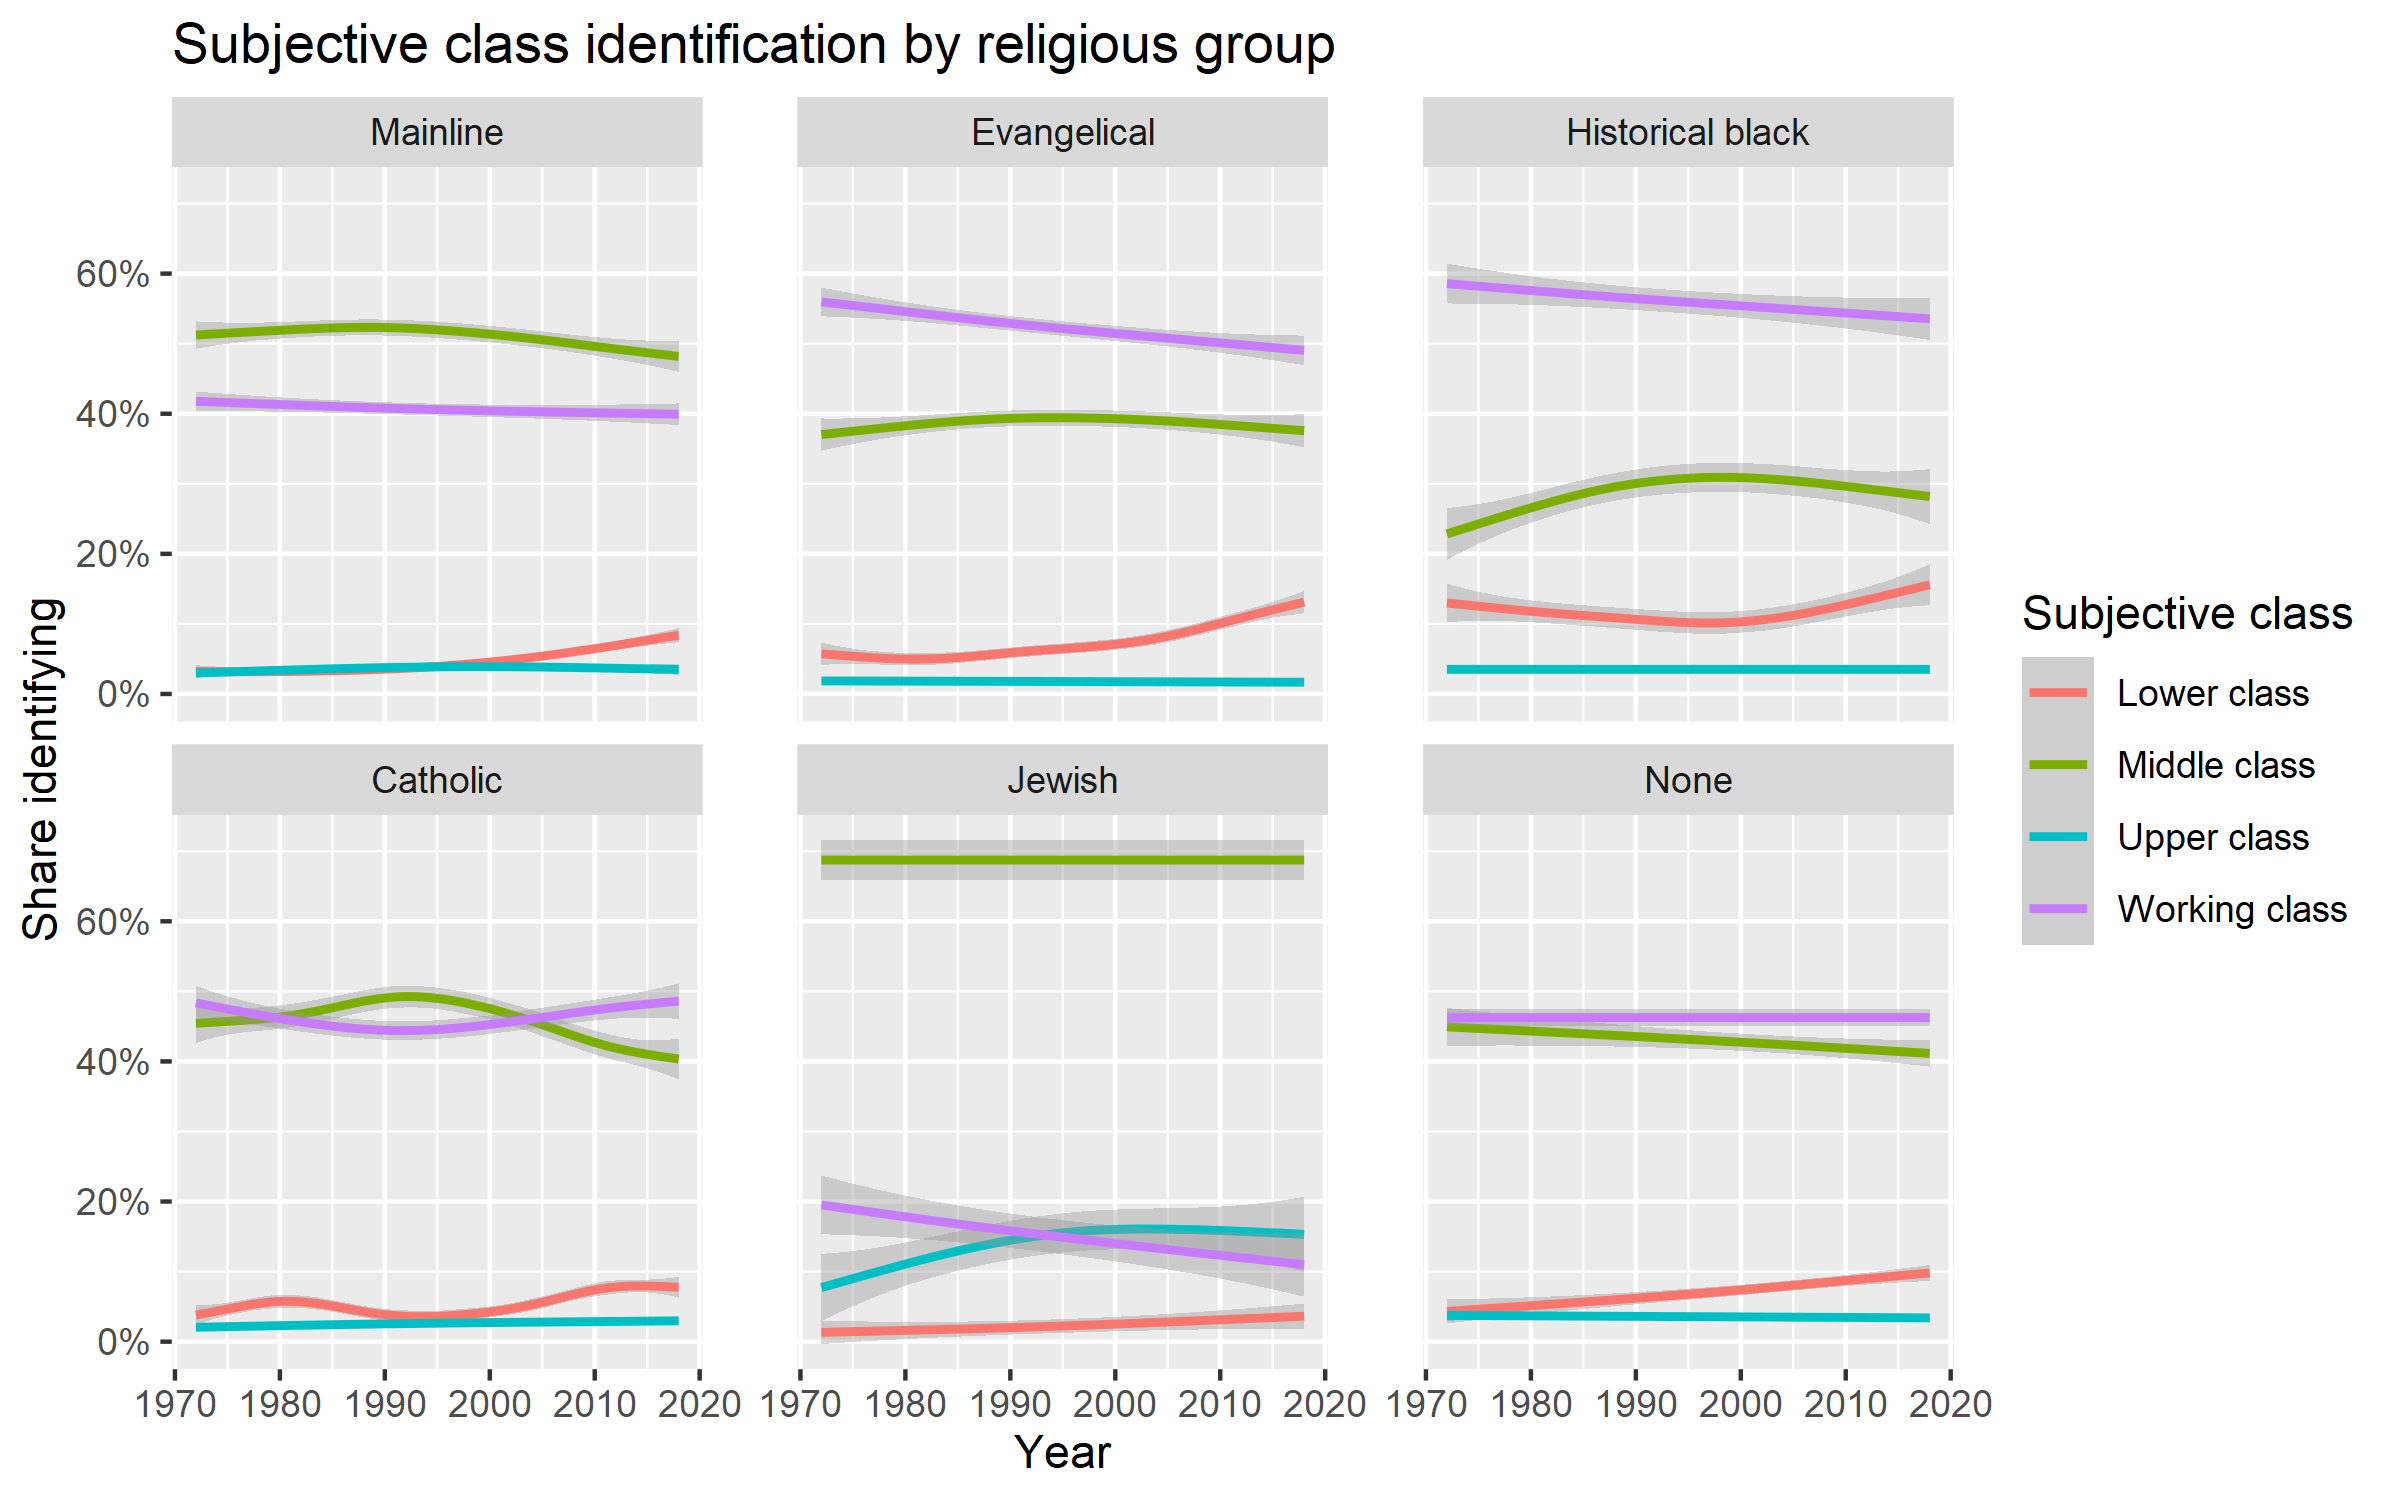 Subjective class identification by religious group
Mainline
Evangelical
Historical black
60%
40%
20%
0%
Catholic
Jewish
None
60%
40%
20%
0%
1970 1980 1990 2000 2010 2020
1970 1980 1990 2000 2010 2020
1970 1980 1990 2000 2010 2020
Year
Share identifying
Subjective class
Lower class
Middle class
Upper class
Working class